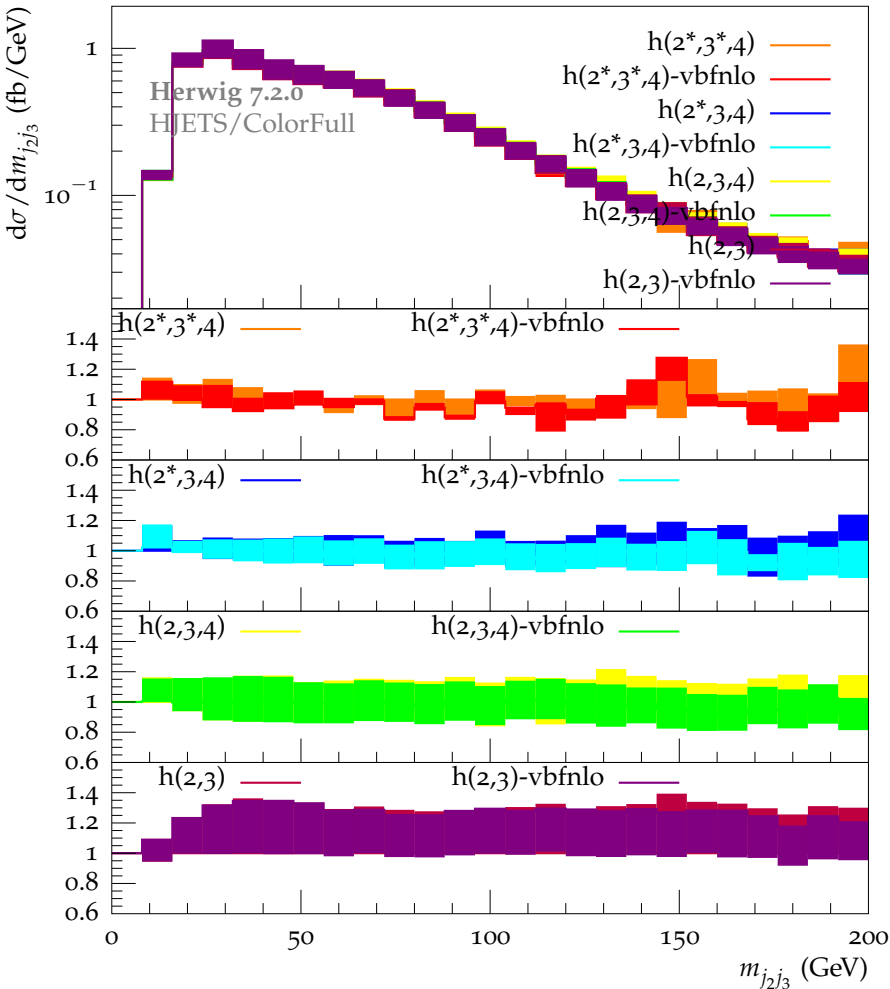 dσ/dm_{j₂j₃} (fb/GeV)
1
10⁻¹
Herwig 7.2.0
HJETS/ColorFull
h(2*,3*,4)
h(2*,3*,4)-vbfnlo
h(2*,3,4)
h(2*,3,4)-vbfnlo
h(2,3,4)
h(2,3,4)-vbfnlo
h(2,3)
h(2,3)-vbfnlo
h(2*,3*,4) h(2*,3*,4)-vbfnlo
1.4
1.2
1
0.8
0.6
h(2*,3,4) h(2*,3,4)-vbfnlo
1.4
1.2
1
0.8
0.6
h(2,3,4) h(2,3,4)-vbfnlo
1.4
1.2
1
0.8
0.6
h(2,3) h(2,3)-vbfnlo
1.4
1.2
1
0.8
0.6
0 50 100 150 200
m_{j₂j₃} (GeV)